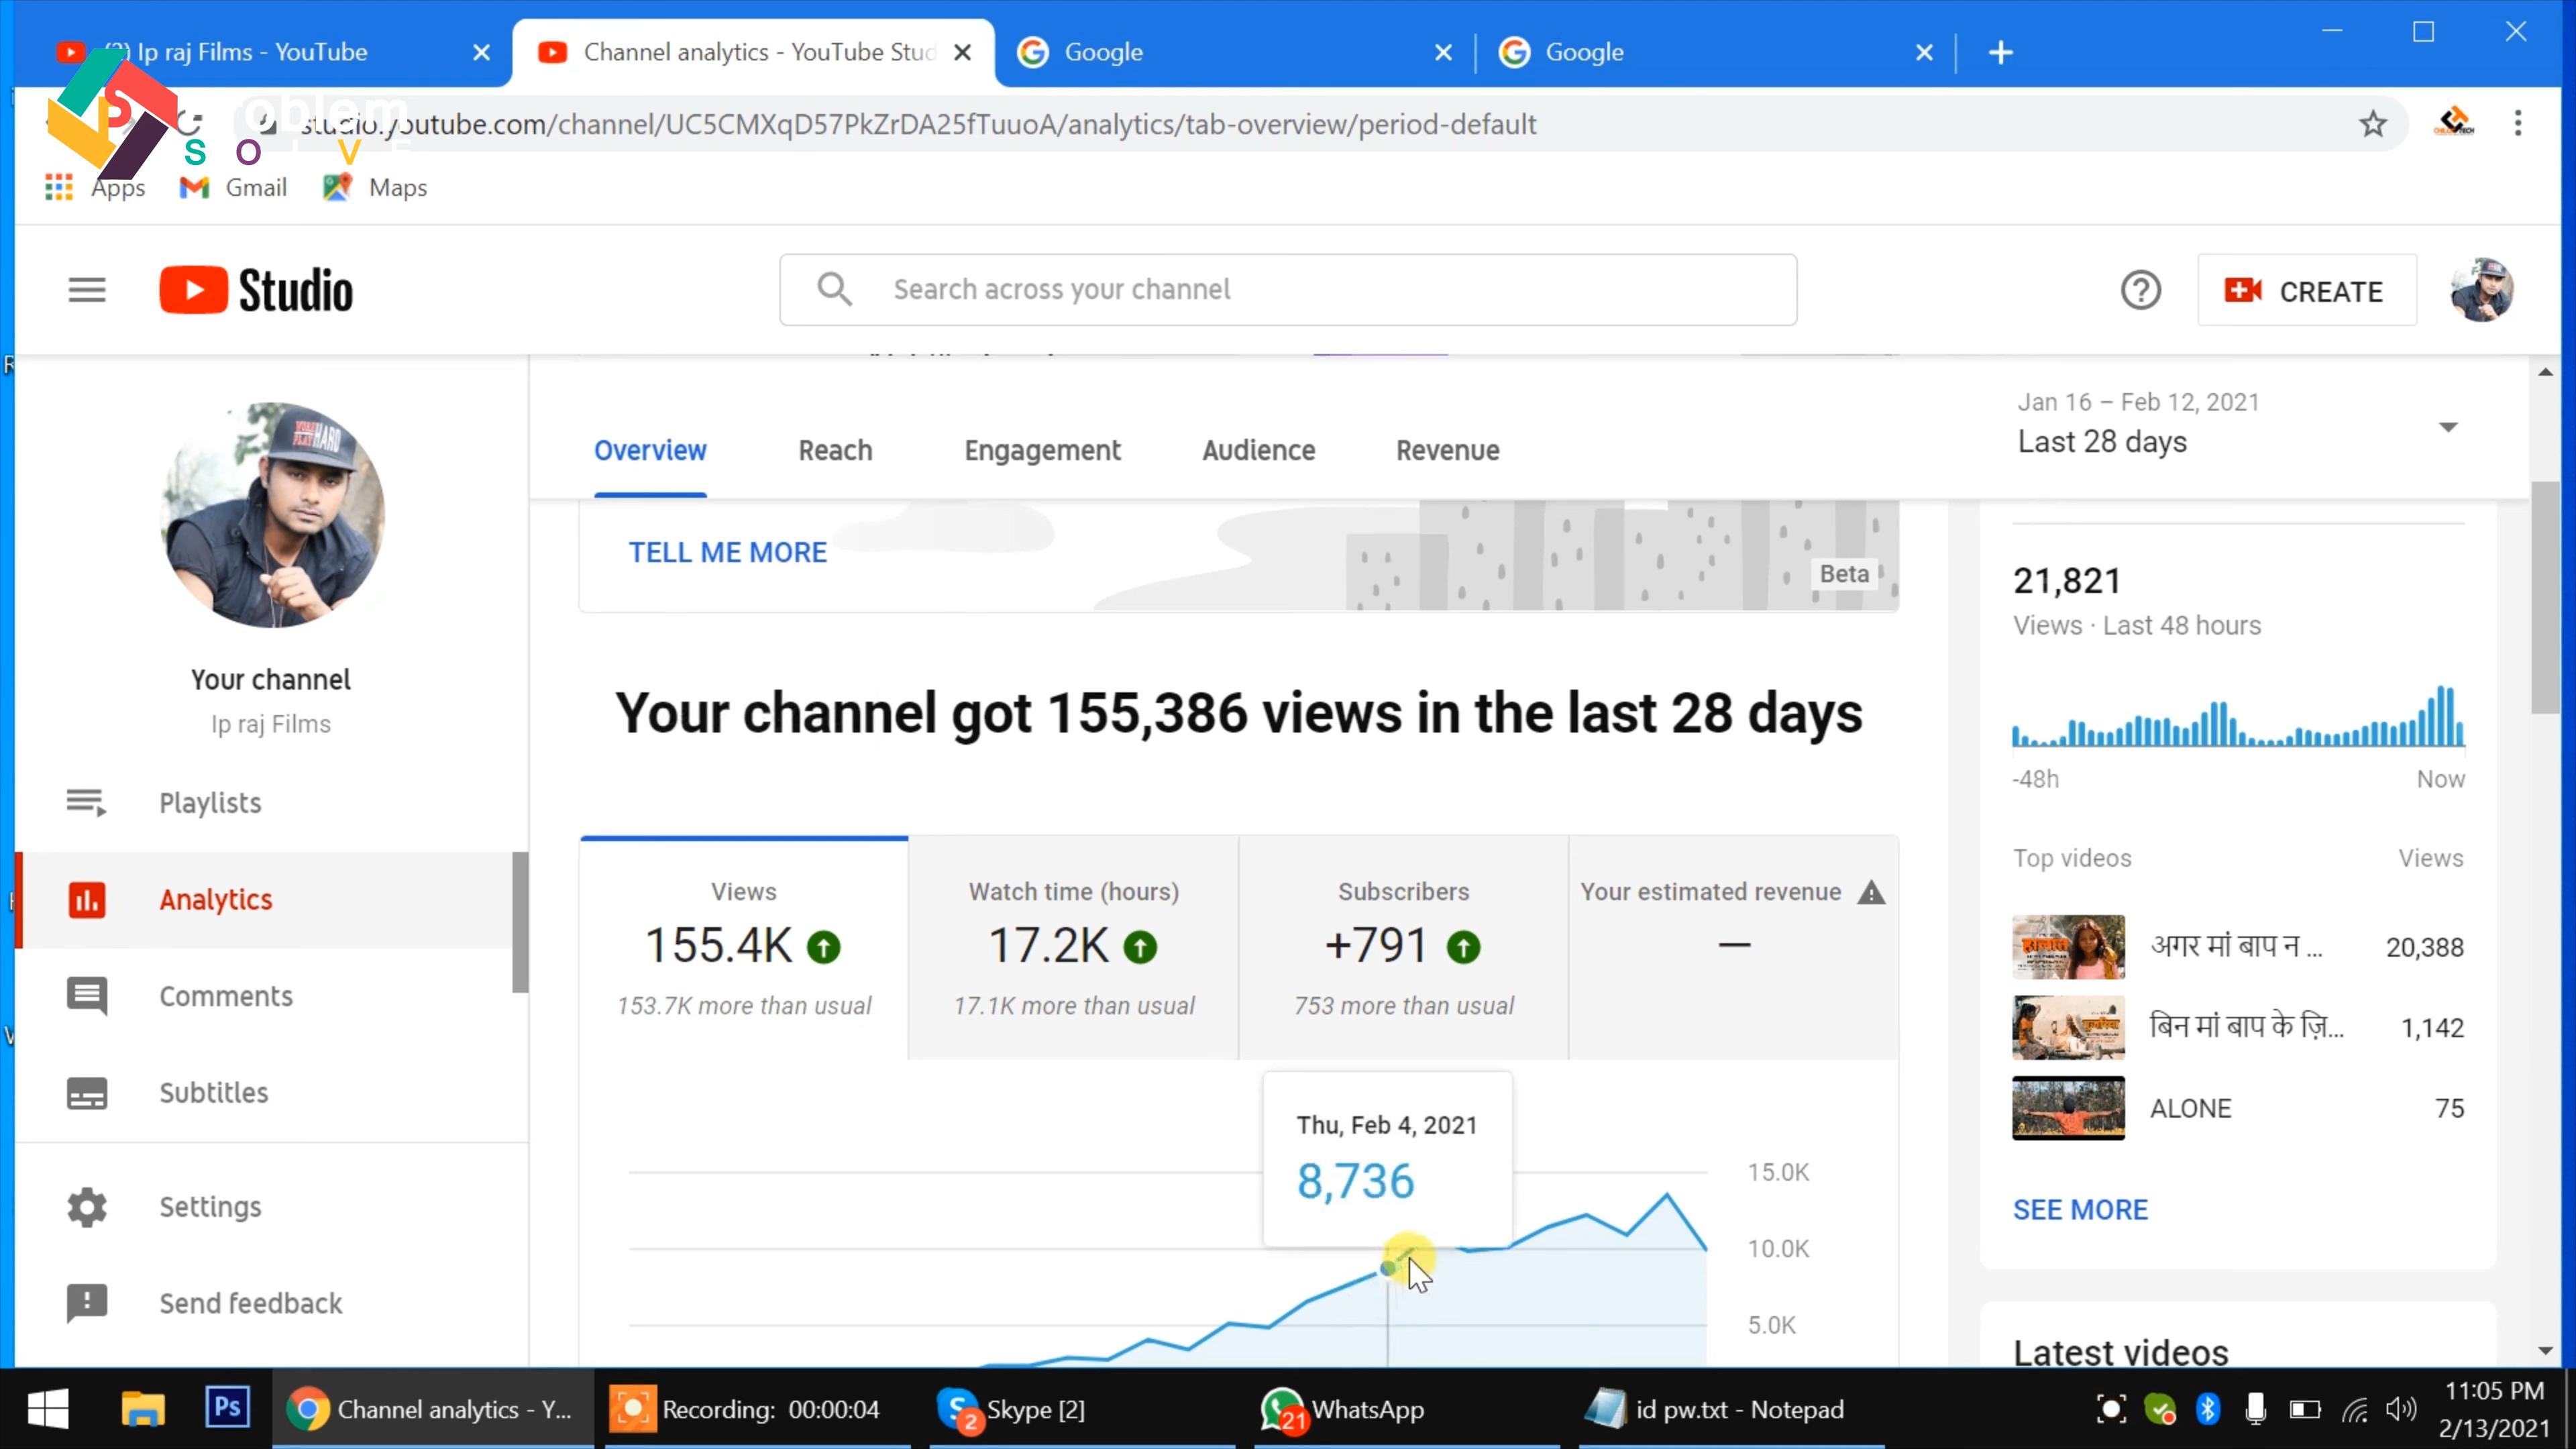 Ip raj Films - YouTube
Channel analytics - YouTube Stud
Google
Google
roblem
S O L V E
studio.youtube.com/channel/UC5CMXqD57PkZrDA25fTuuoA/analytics/tab-overview/period-default
Apps
Gmail
Maps
Studio
Search across your channel
CREATE
Overview
Reach
Engagement
Audience
Revenue
Jan 16 – Feb 12, 2021
Last 28 days
HARD
TELL ME MORE
Beta
Your channel
Ip raj Films
Playlists
Analytics
Comments
Subtitles
Settings
Send feedback
Your channel got 155,386 views in the last 28 days
Views
155.4K
153.7K more than usual
Watch time (hours)
17.2K
17.1K more than usual
Subscribers
+791
753 more than usual
Your estimated revenue
—
Thu, Feb 4, 2021
8,736
15.0K
10.0K
5.0K
21,821
Views · Last 48 hours
-48h
Now
Top videos
Views
अगर मां बाप न ...
20,388
बिन मां बाप के ज़ि...
1,142
ALONE
75
SEE MORE
Latest videos
Ps
Channel analytics - Y...
Recording: 00:00:04
2
Skype [2]
21
WhatsApp
id pw.txt - Notepad
11:05 PM
2/13/2021